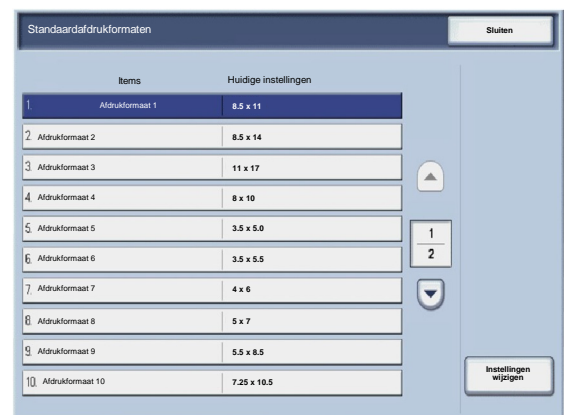 Standaardafdrukformaten
Sluiten
Items Huidige instellingen
1. Afdrukformaat 1 8.5 x 11
2. Afdrukformaat 2 8.5 x 14
3. Afdrukformaat 3 11 x 17
4. Afdrukformaat 4 8 x 10
5. Afdrukformaat 5 3.5 x 5.0
6. Afdrukformaat 6 3.5 x 5.5
7. Afdrukformaat 7 4 x 6
8. Afdrukformaat 8 5 x 7
9. Afdrukformaat 9 5.5 x 8.5
10. Afdrukformaat 10 7.25 x 10.5
1
2
Instellingen
wijzigen